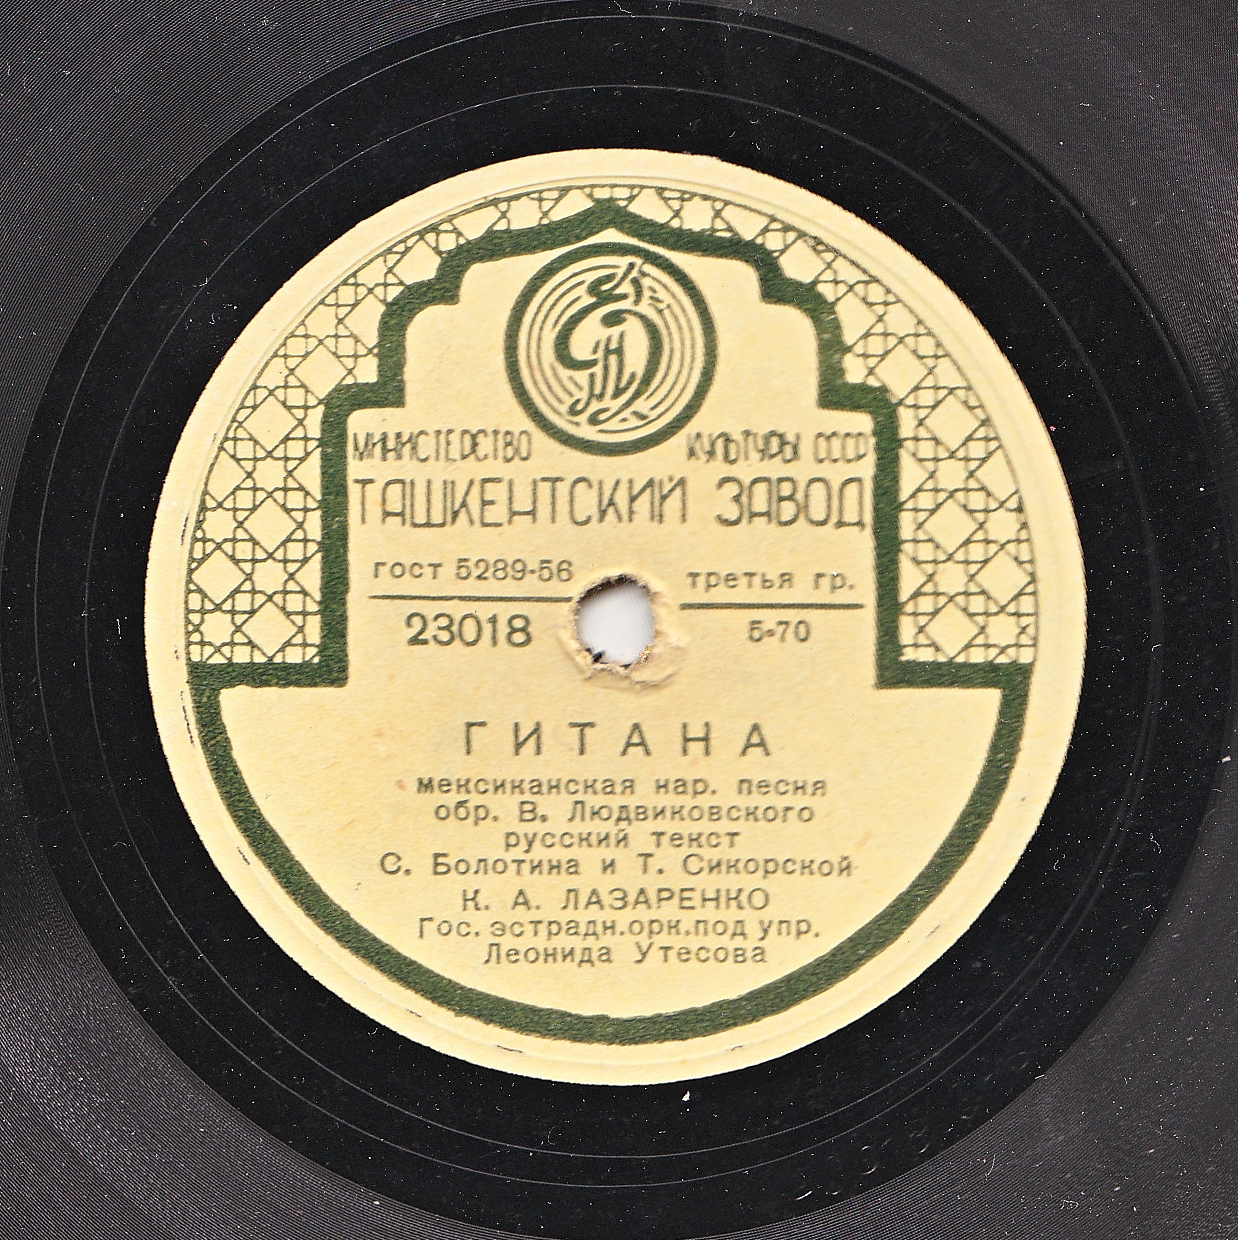 МИНИСТЕРСТВО КУЛЬТУРЫ СССР
ТАШКЕНТСКИЙ ЗАВОД
гост 5289-56 третья гр.
23018 5-70
ГИТАНА
мексиканская нар. песня
обр. В. Людвиковского
русский текст
С. Болотина и Т. Сикорской
К. А. ЛАЗАРЕНКО
Гос. эстрадн.орк.под упр.
Леонида Утесова